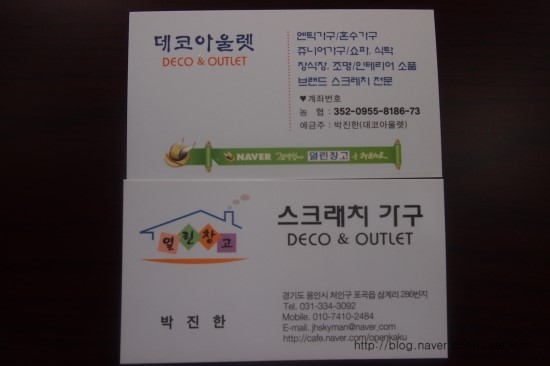 데코아울렛
DECO & OUTLET
앤틱가구/혼수가구
쥬니어가구/쇼파, 식탁
장식장, 조명/인테리어 소품
브랜드 스크래치 전문
♥계좌번호
농 협 : 352-0955-8186-73
예금주 : 박진한(데코아울렛)
NAVER 열린창고
열린창고
스크래치 가구
DECO & OUTLET
박 진 한
경기도 용인시 처인구 포곡읍 삼계리 286번지
Tel. 031-334-3092
Mobile. 010-7410-2484
E-mail. jhskyman@naver.com
http://cafe.naver.com/openkaku
http://blog.naver